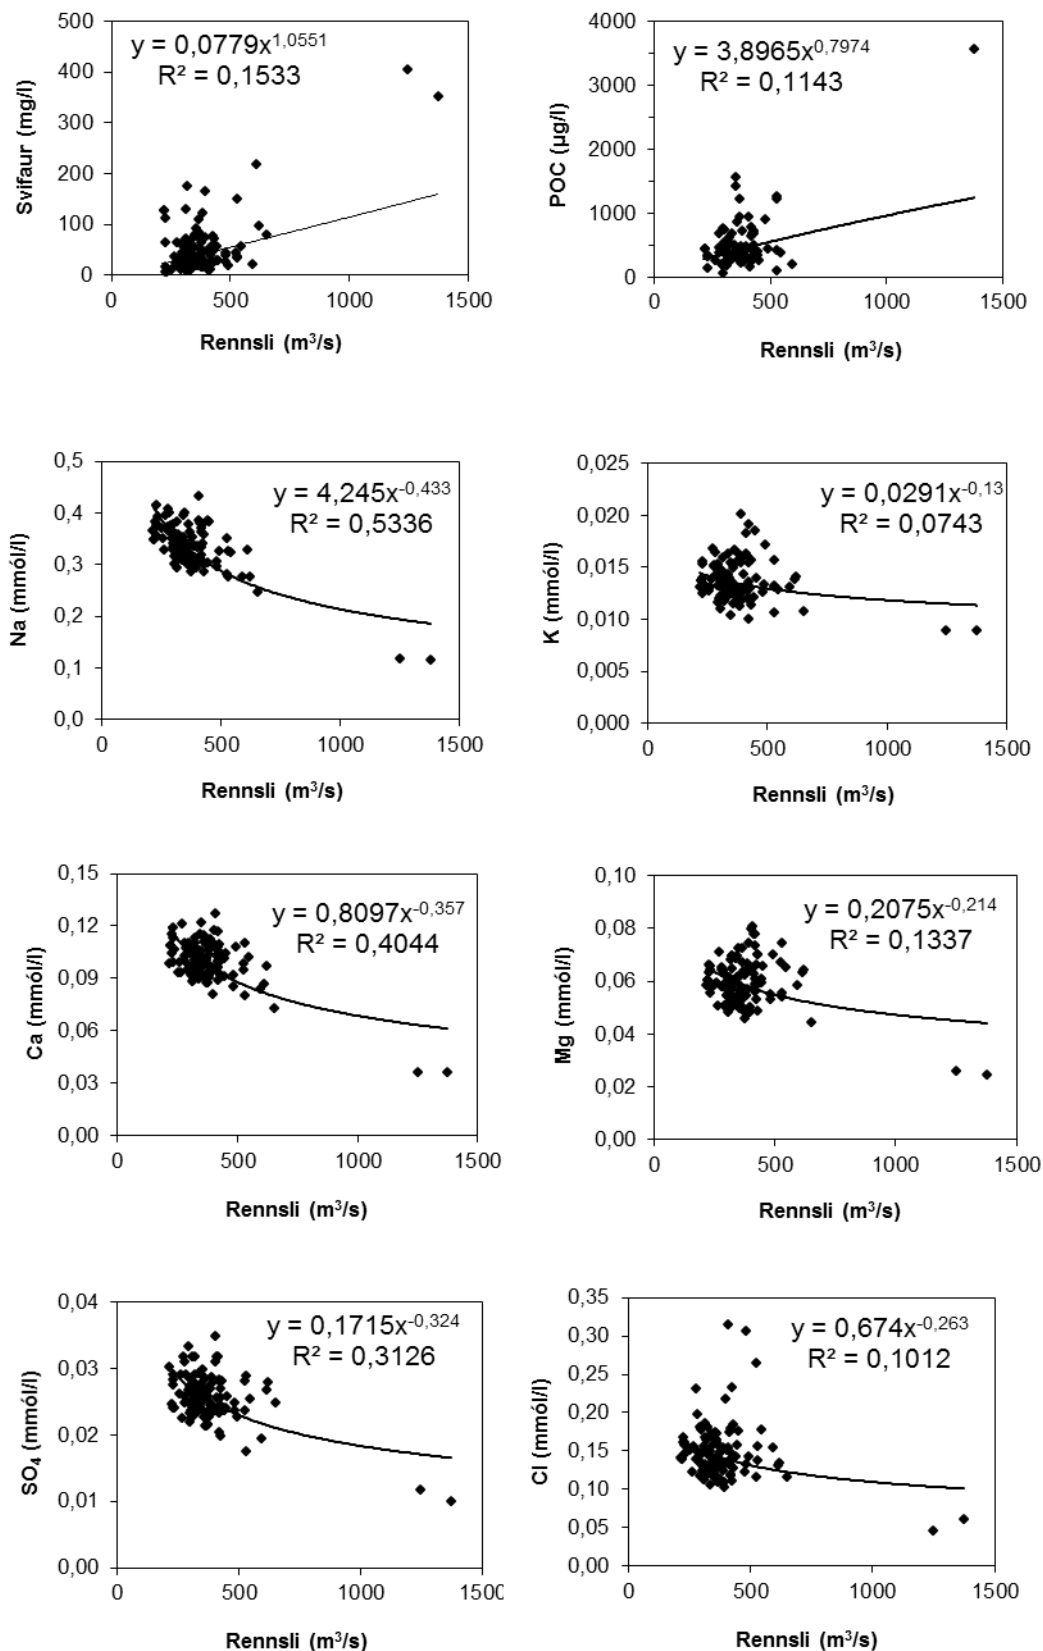 y = 0,0779x^1,0551
R² = 0,1533
500
400
300
200
100
0
Svifaur (mg/l)
0 500 1000 1500
Rennsli (m³/s)
y = 3,8965x^0,7974
R² = 0,1143
4000
3000
2000
1000
0
POC (µg/l)
0 500 1000 1500
Rennsli (m³/s)
y = 4,245x^-0,433
R² = 0,5336
0,5
0,4
0,3
0,2
0,1
0,0
Na (mmól/l)
0 500 1000 1500
Rennsli (m³/s)
y = 0,0291x^-0,13
R² = 0,0743
0,025
0,020
0,015
0,010
0,005
0,000
K (mmól/l)
0 500 1000 1500
Rennsli (m³/s)
y = 0,8097x^-0,357
R² = 0,4044
0,15
0,12
0,09
0,06
0,03
0,00
Ca (mmól/l)
0 500 1000 1500
Rennsli (m³/s)
y = 0,2075x^-0,214
R² = 0,1337
0,10
0,08
0,06
0,04
0,02
0,00
Mg (mmól/l)
0 500 1000 1500
Rennsli (m³/s)
y = 0,1715x^-0,324
R² = 0,3126
0,04
0,03
0,02
0,01
0,00
SO₄ (mmól/l)
0 500 1000 1500
Rennsli (m³/s)
y = 0,674x^-0,263
R² = 0,1012
0,35
0,30
0,25
0,20
0,15
0,10
0,05
0,00
Cl (mmól/l)
0 500 1000 1500
Rennsli (m³/s)